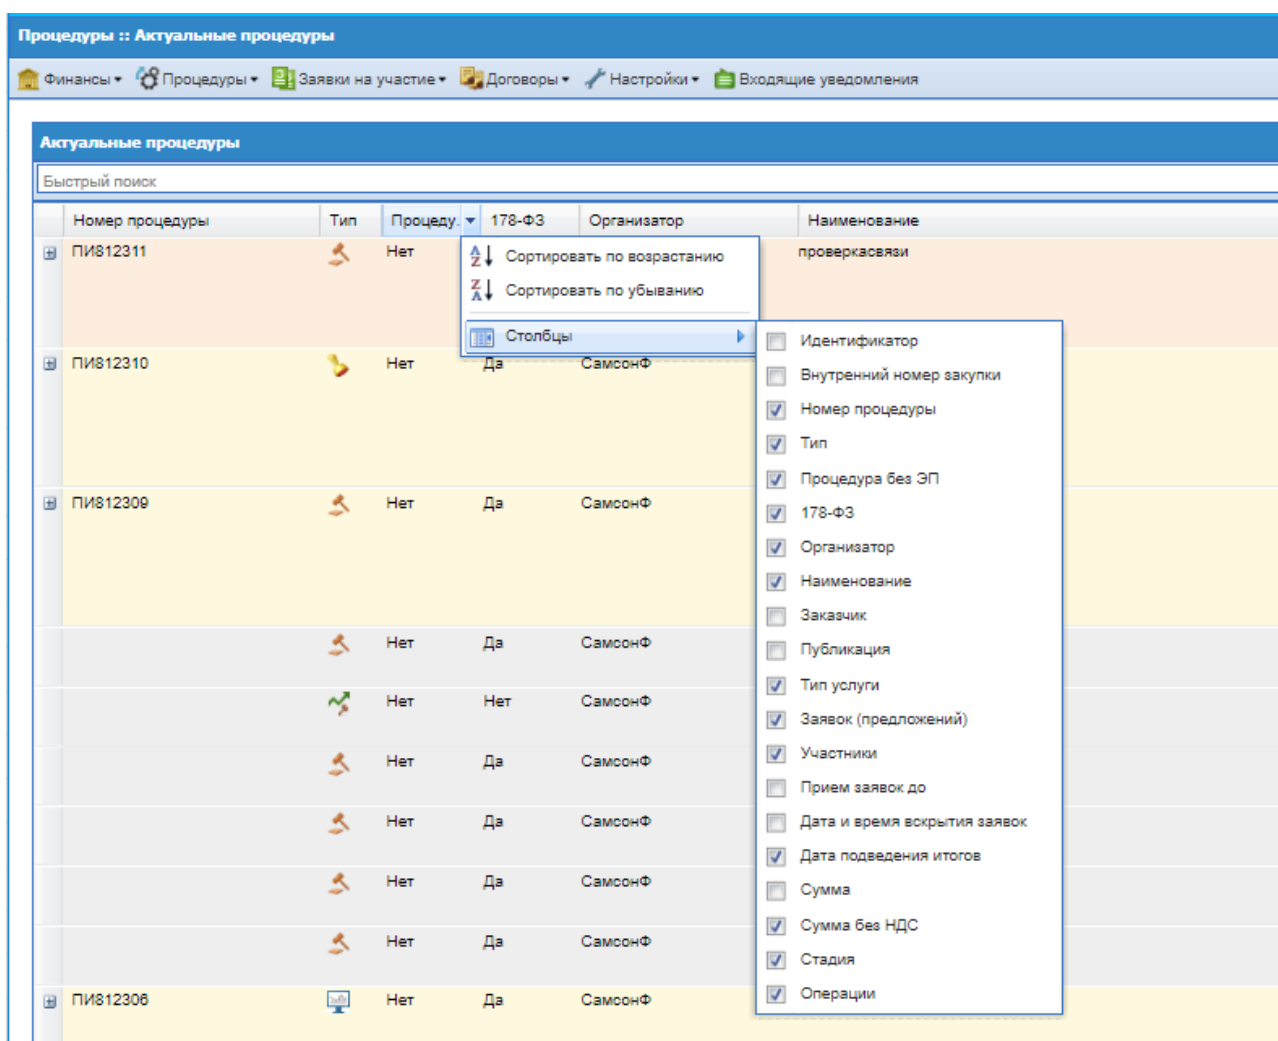 Процедуры :: Актуальные процедуры
Финансы Процедуры Заявки на участие Договоры Настройки Входящие уведомления
Актуальные процедуры
Быстрый поиск
Номер процедуры Тип Процеду. 178-ФЗ Организатор Наименование
ПИ812311 Нет проверкасвязи
Сортировать по возрастанию
Сортировать по убыванию
Столбцы
ПИ812310 Нет Да СамсонФ
ПИ812309 Нет Да СамсонФ
Нет Да СамсонФ
Нет Нет СамсонФ
Нет Да СамсонФ
Нет Да СамсонФ
Нет Да СамсонФ
Нет Да СамсонФ
ПИ812306 Нет Да СамсонФ
Идентификатор
Внутренний номер закупки
Номер процедуры
Тип
Процедура без ЭП
178-ФЗ
Организатор
Наименование
Заказчик
Публикация
Тип услуги
Заявок (предложений)
Участники
Прием заявок до
Дата и время вскрытия заявок
Дата подведения итогов
Сумма
Сумма без НДС
Стадия
Операции